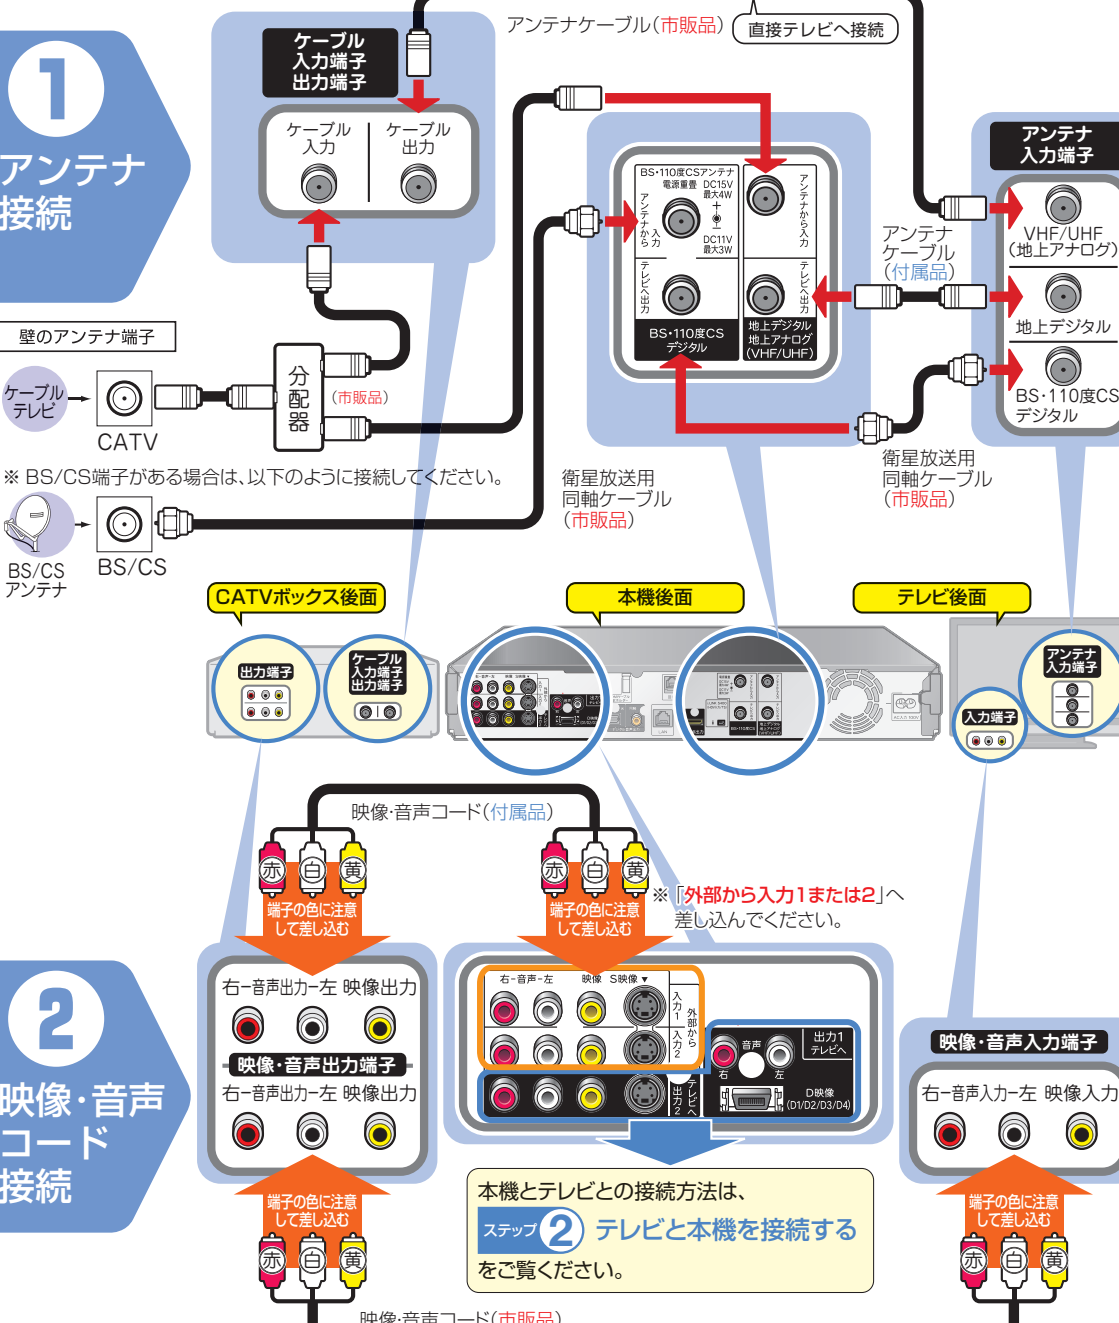 1
アンテナ
接続
ケーブル
入力端子
出力端子
ケーブル
入力
ケーブル
出力
アンテナケーブル（市販品）
直接テレビへ接続
BS・110度CSアンテナ
電源重畳 DC15V
最大4W
DC11V
最大3W
アンテナから入力
テレビへ出力
BS・110度CS
デジタル
アンテナから入力
テレビへ出力
地上デジタル
地上アナログ
(VHF/UHF)
アンテナ
ケーブル
（付属品）
アンテナ
入力端子
VHF/UHF
（地上アナログ）
地上デジタル
BS・110度CS
デジタル
壁のアンテナ端子
ケーブル
テレビ
CATV
分配器
（市販品）
※ BS/CS端子がある場合は、以下のように接続してください。
BS/CS
アンテナ
BS/CS
衛星放送用
同軸ケーブル
（市販品）
衛星放送用
同軸ケーブル
（市販品）
CATVボックス後面
本機後面
テレビ後面
出力端子
ケーブル
入力端子
出力端子
LAN
アンテナ
入力端子
入力端子
映像・音声コード（付属品）
赤 白 黄
端子の色に注意
して差し込む
赤 白 黄
端子の色に注意
して差し込む
※「外部から入力1または2」へ
差し込んでください。
2
映像・音声
コード
接続
右－音声出力－左 映像出力
映像・音声出力端子
右－音声出力－左 映像出力
右－音声－左 映像 S映像▼
入力1
入力2
外部から
出力2
テレビへ
出力1
テレビへ
音声
右 左
D映像
(D1/D2/D3/D4)
映像・音声入力端子
右－音声入力－左 映像入力
本機とテレビとの接続方法は、
ステップ2 テレビと本機を接続する
をご覧ください。
端子の色に注意
して差し込む
赤 白 黄
端子の色に注意
して差し込む
赤 白 黄
映像・音声コード（市販品）